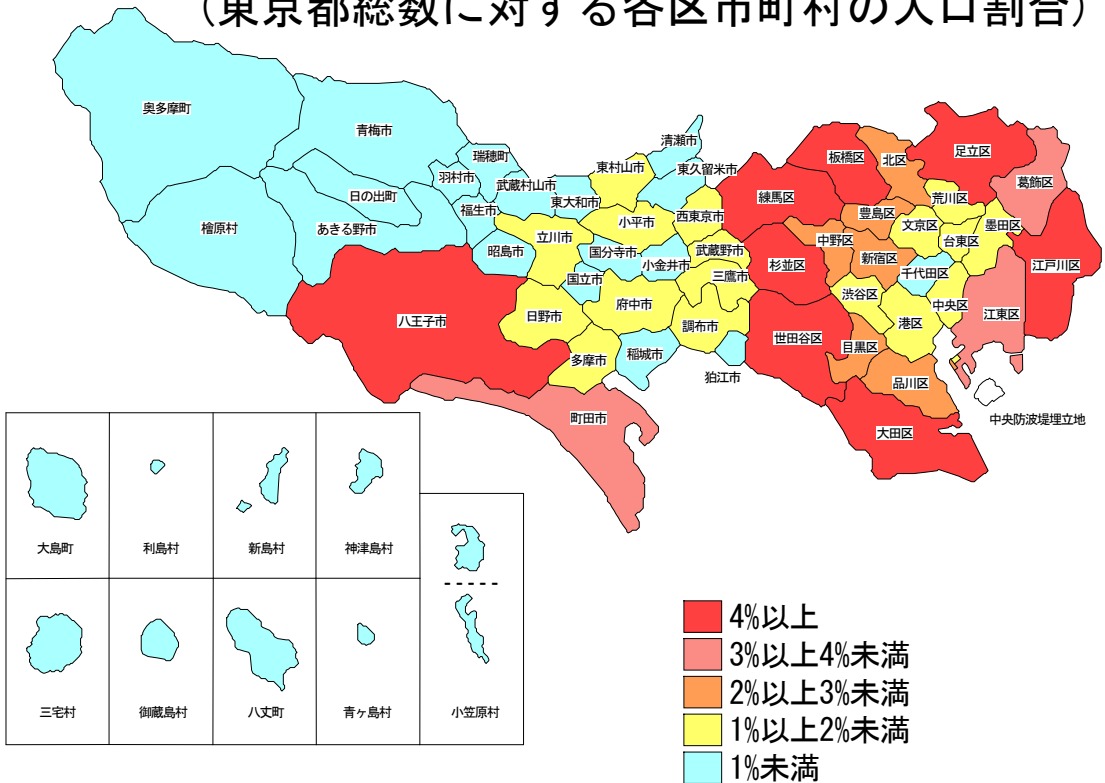 (東京都総数に対する各区市町村の人口割合)
奥多摩町
青梅市
瑞穂町
羽村市
日の出町
武蔵村山市
福生市
檜原村
あきる野市
昭島市
東大和市
東村山市
清瀬市
東久留米市
立川市
小平市
西東京市
国分寺市
小金井市
武蔵野市
国立市
三鷹市
八王子市
日野市
府中市
調布市
多摩市
稲城市
狛江市
町田市
板橋区
北区
足立区
葛飾区
練馬区
豊島区
荒川区
文京区
台東区
墨田区
中野区
新宿区
千代田区
江戸川区
杉並区
渋谷区
中央区
江東区
港区
世田谷区
目黒区
品川区
大田区
中央防波堤埋立地
大島町
利島村
新島村
神津島村
三宅村
御蔵島村
八丈町
青ヶ島村
小笠原村
4%以上
3%以上4%未満
2%以上3%未満
1%以上2%未満
1%未満